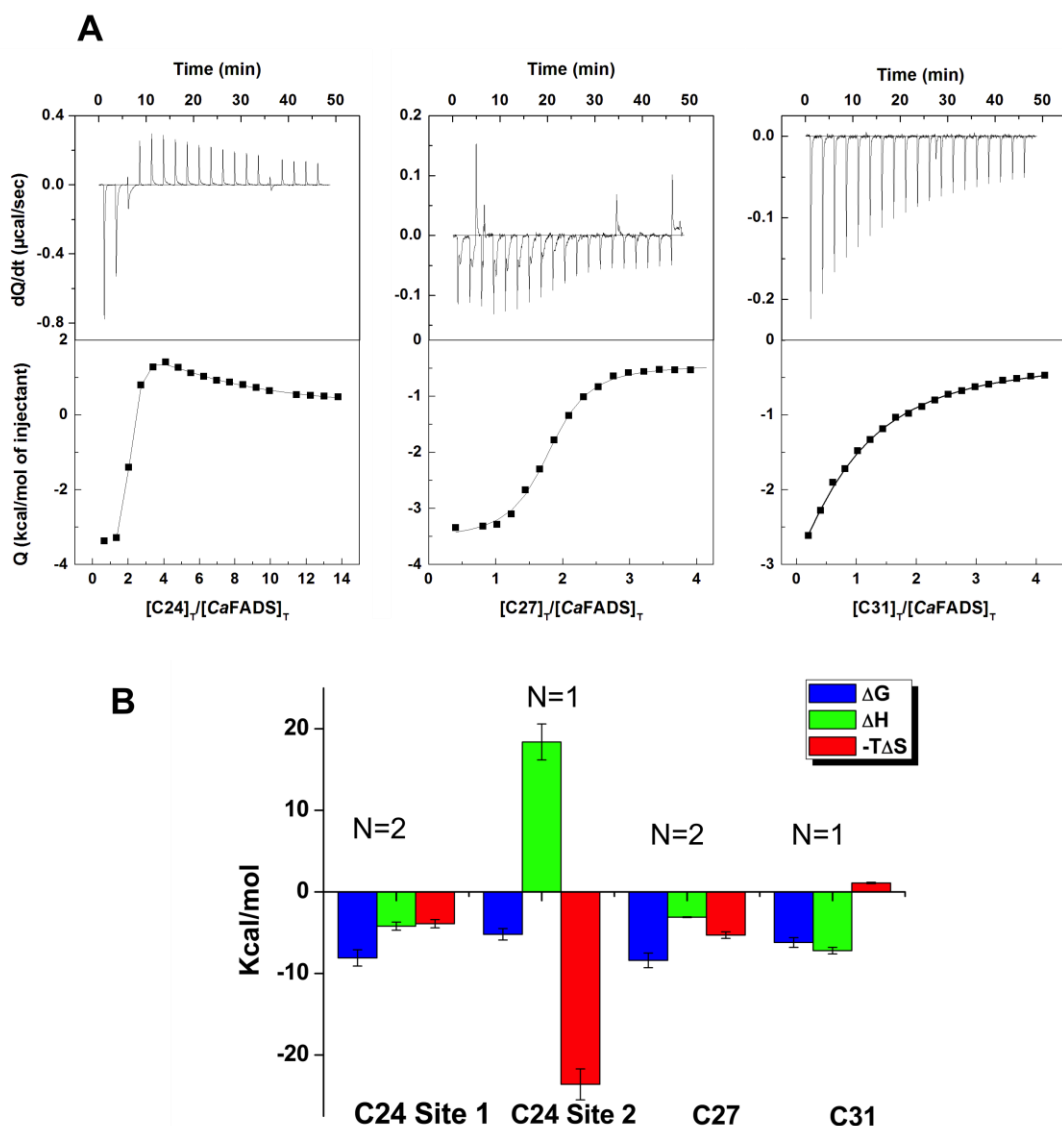 A
Time (min)
0 10 20 30 40 50
0.4
0.0
-0.4
-0.8
dQ/dt (µcal/sec)
2
0
-2
-4
Q (kcal/mol of injectant)
0 2 4 6 8 10 12 14
[C24]T/[CaFADS]T
Time (min)
0 10 20 30 40 50
0.2
0.1
0.0
-0.1
0
-1
-2
-3
-4
0 1 2 3 4
[C27]T/[CaFADS]T
Time (min)
0 10 20 30 40 50
0.0
-0.1
-0.2
0
-1
-2
-3
0 1 2 3 4
[C31]T/[CaFADS]T
B
ΔG
ΔH
-TΔS
N=2
N=1
N=2
N=1
20
10
0
-10
-20
Kcal/mol
C24 Site 1 C24 Site 2 C27 C31